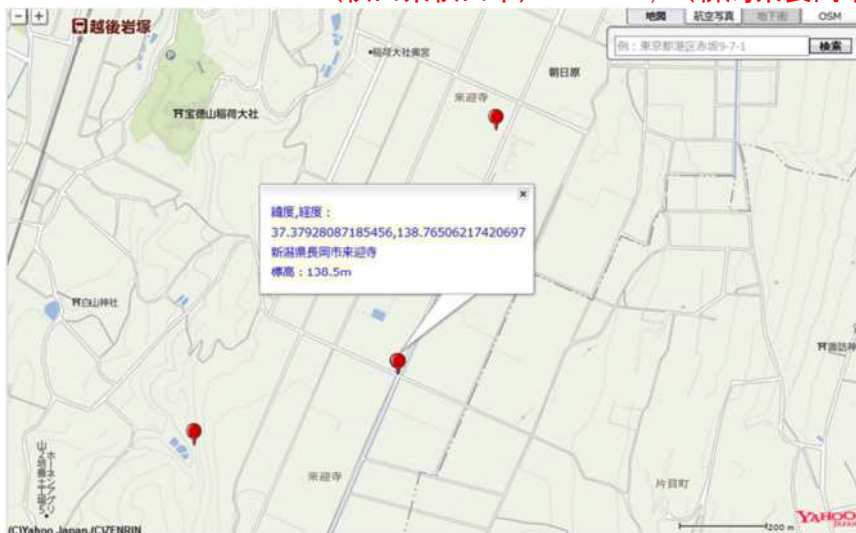 地図 航空写真 地下街 OSM
例：東京都港区赤坂9-7-1 検索
越後岩塚
稲荷大社奥宮
朝日原
来迎寺
宝徳山稲荷大社
緯度,経度：
37.37928087185456,138.76506217420697
新潟県長岡市来迎寺
標高：138.5m
白山神社
諏訪神
来迎寺
片貝町
200 m
YAHOO!
JAPAN
(C)Yahoo Japan,(C)ZENRIN